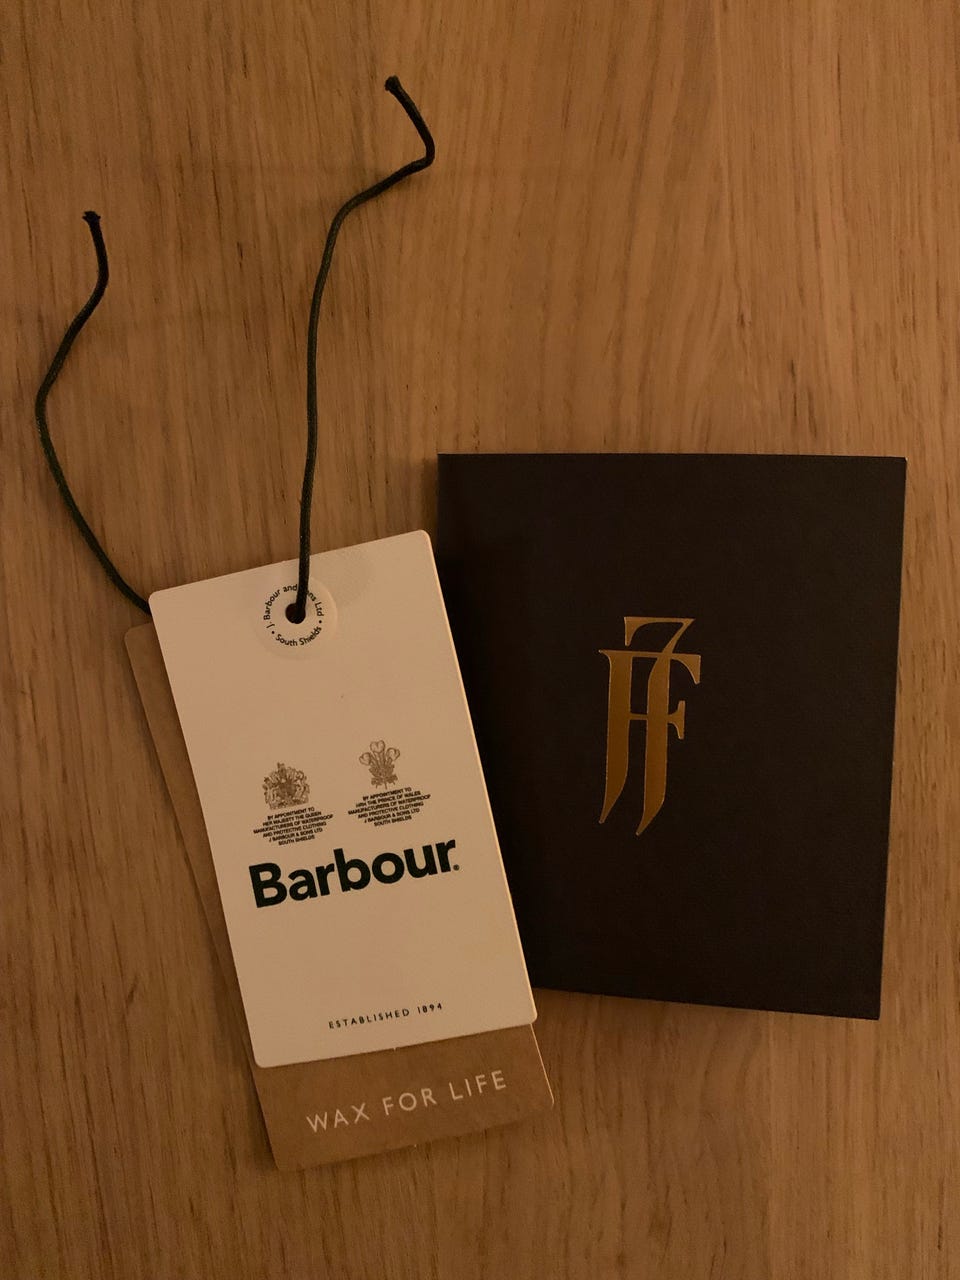 J. Barbour and Sons Ltd
• South Shields •
BY APPOINTMENT TO
HER MAJESTY THE QUEEN
MANUFACTURERS OF WATERPROOF
AND PROTECTIVE CLOTHING
J BARBOUR & SONS LTD
SOUTH SHIELDS
BY APPOINTMENT TO
HRH THE PRINCE OF WALES
MANUFACTURERS OF WATERPROOF
AND PROTECTIVE CLOTHING
J BARBOUR & SONS LTD
SOUTH SHIELDS
Barbour®
ESTABLISHED 1894
WAX FOR LIFE